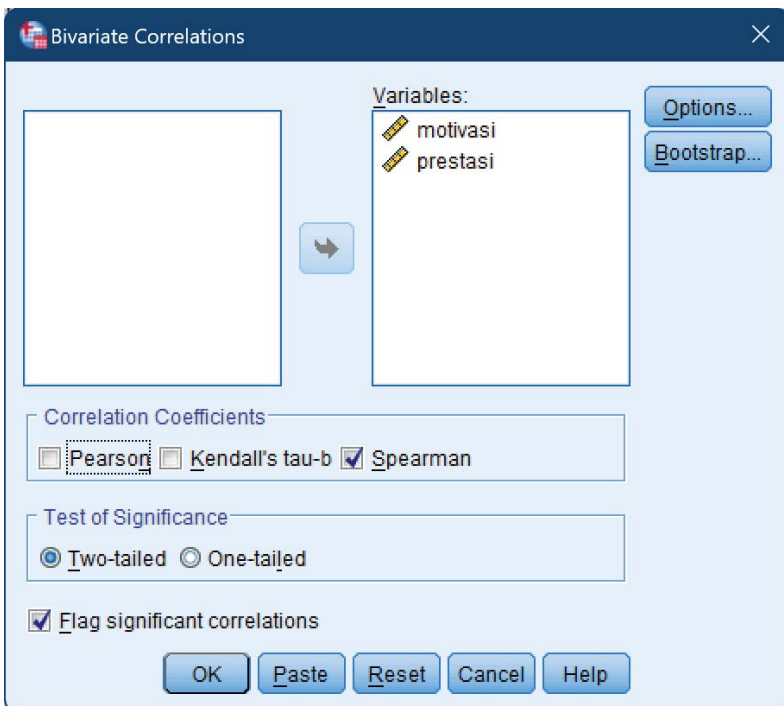 Bivariate Correlations
Variables:
motivasi
prestasi
Options...
Bootstrap...
Correlation Coefficients
Pearson Kendall's tau-b Spearman
Test of Significance
Two-tailed One-tailed
Flag significant correlations
OK Paste Reset Cancel Help